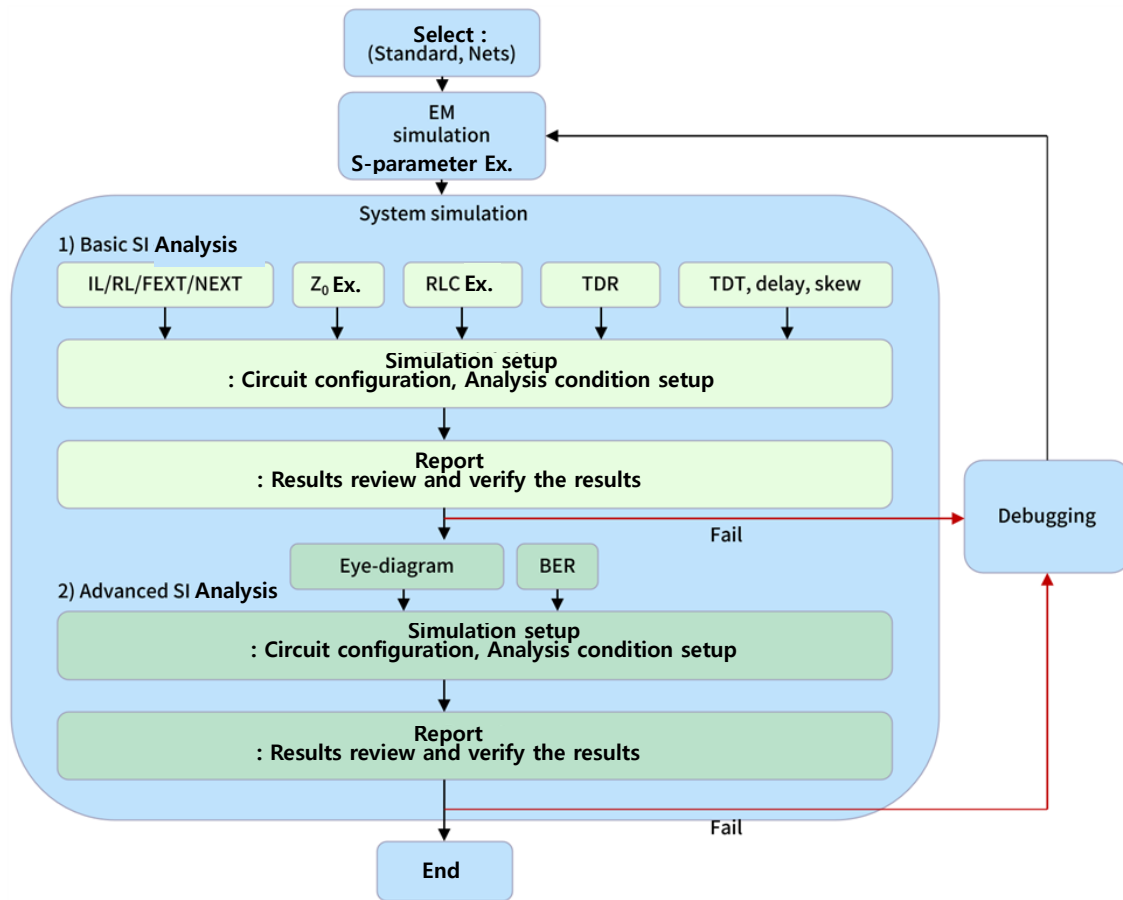 Select :
(Standard, Nets)
EM
simulation
S-parameter Ex.
System simulation
1) Basic SI Analysis
IL/RL/FEXT/NEXT
Z₀ Ex.
RLC Ex.
TDR
TDT, delay, skew
Simulation setup
: Circuit configuration, Analysis condition setup
Report
: Results review and verify the results
Fail
Debugging
Eye-diagram
BER
2) Advanced SI Analysis
Simulation setup
: Circuit configuration, Analysis condition setup
Report
: Results review and verify the results
Fail
End